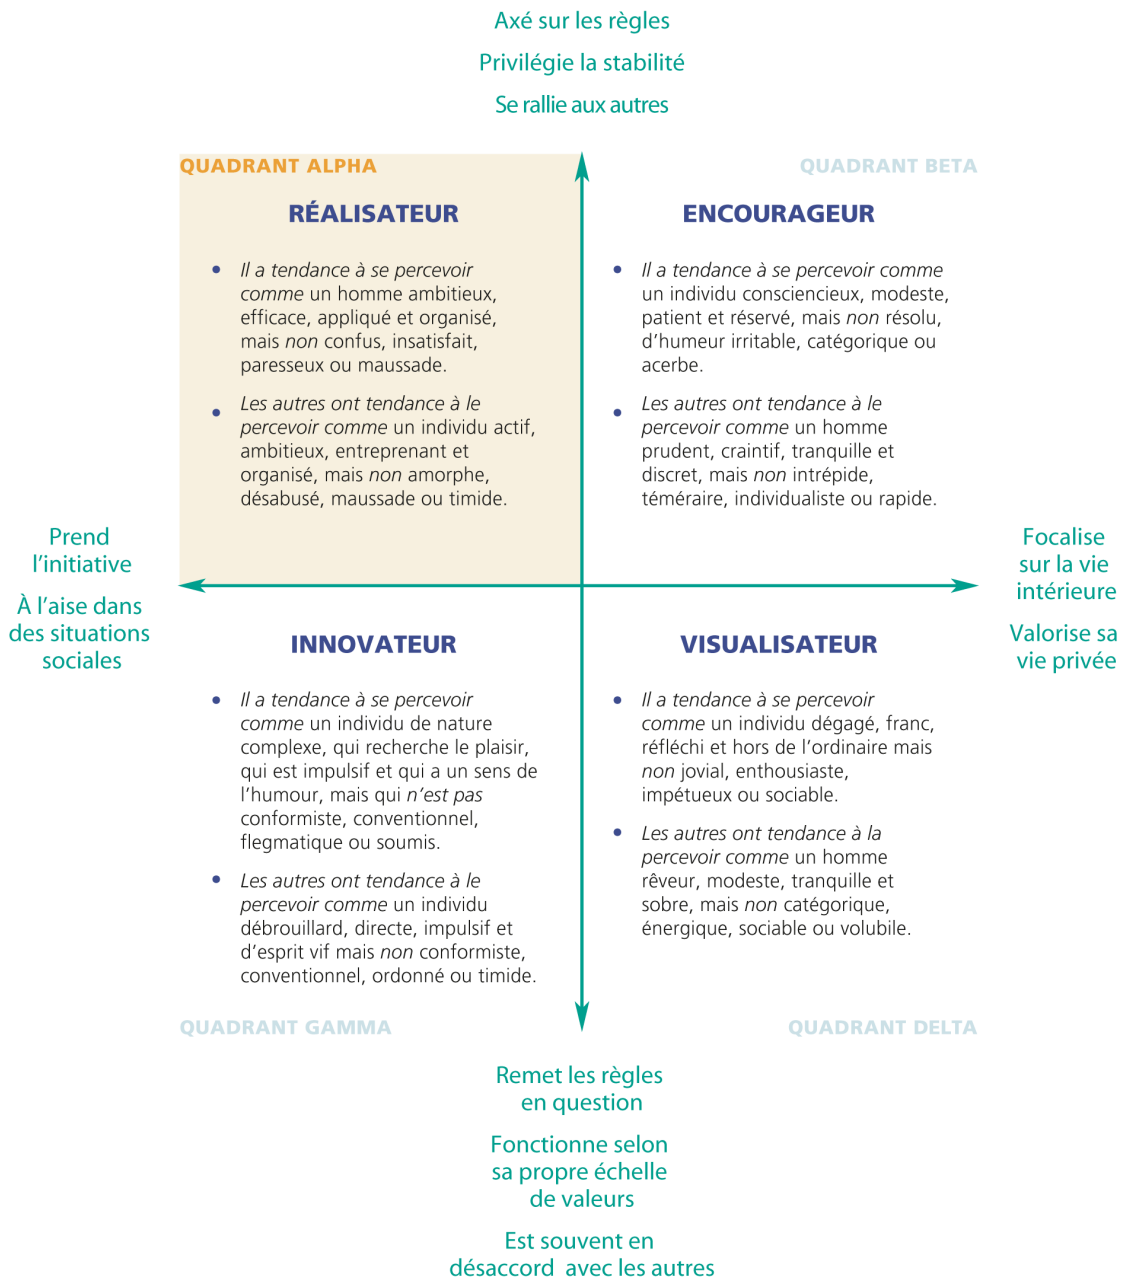 Axé sur les règles
Privilégie la stabilité
Se rallie aux autres
QUADRANT ALPHA
RÉALISATEUR
• Il a tendance à se percevoir
comme un homme ambitieux,
efficace, appliqué et organisé,
mais non confus, insatisfait,
paresseux ou maussade.
• Les autres ont tendance à le
percevoir comme un individu actif,
ambitieux, entreprenant et
organisé, mais non amorphe,
désabusé, maussade ou timide.
QUADRANT BETA
ENCOURAGEUR
• Il a tendance à se percevoir comme
un individu consciencieux, modeste,
patient et réservé, mais non résolu,
d’humeur irritable, catégorique ou
acerbe.
• Les autres ont tendance à le
percevoir comme un homme
prudent, craintif, tranquille et
discret, mais non intrépide,
téméraire, individualiste ou rapide.
Prend
l’initiative
À l’aise dans
des situations
sociales
Focalise
sur la vie
intérieure
Valorise sa
vie privée
INNOVATEUR
• Il a tendance à se percevoir
comme un individu de nature
complexe, qui recherche le plaisir,
qui est impulsif et qui a un sens de
l’humour, mais qui n’est pas
conformiste, conventionnel,
flegmatique ou soumis.
• Les autres ont tendance à le
percevoir comme un individu
débrouillard, directe, impulsif et
d’esprit vif mais non conformiste,
conventionnel, ordonné ou timide.
QUADRANT GAMMA
VISUALISATEUR
• Il a tendance à se percevoir
comme un individu dégagé, franc,
réfléchi et hors de l’ordinaire mais
non jovial, enthousiaste,
impétueux ou sociable.
• Les autres ont tendance à la
percevoir comme un homme
rêveur, modeste, tranquille et
sobre, mais non catégorique,
énergique, sociable ou volubile.
QUADRANT DELTA
Remet les règles
en question
Fonctionne selon
sa propre échelle
de valeurs
Est souvent en
désaccord avec les autres